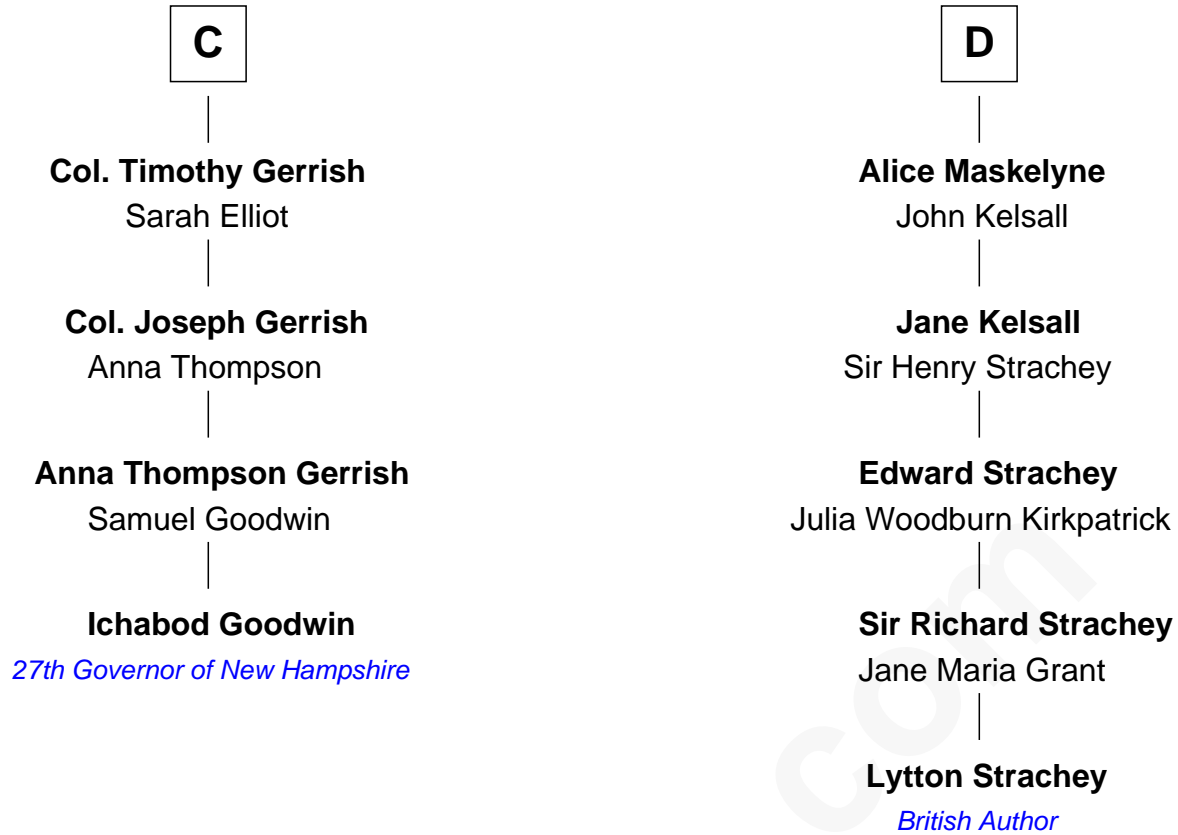 C
Col. Timothy Gerrish
Sarah Elliot
Col. Joseph Gerrish
Anna Thompson
Anna Thompson Gerrish
Samuel Goodwin
Ichabod Goodwin
27th Governor of New Hampshire
D
Alice Maskelyne
John Kelsall
Jane Kelsall
Sir Henry Strachey
Edward Strachey
Julia Woodburn Kirkpatrick
Sir Richard Strachey
Jane Maria Grant
Lytton Strachey
British Author
com